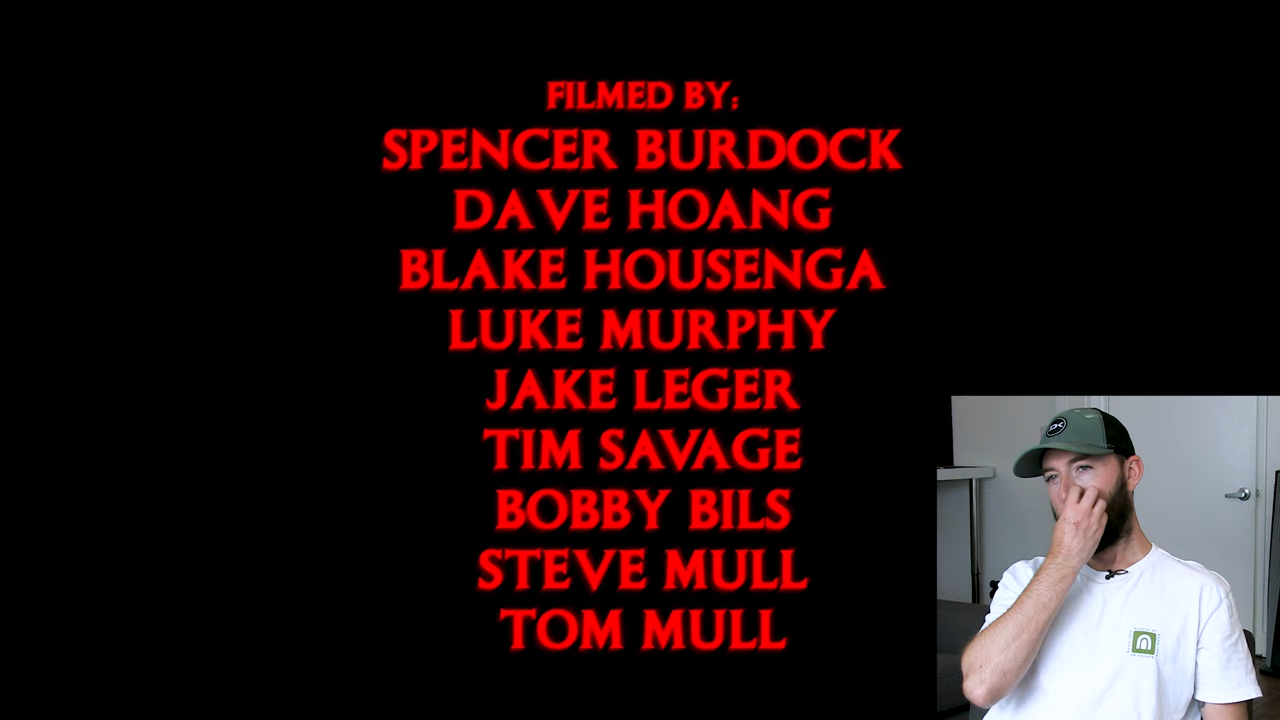 FILMED BY:
SPENCER BURDOCK
DAVE HOANG
BLAKE HOUSENGA
LUKE MURPHY
JAKE LEGER
TIM SAVAGE
BOBBY BILS
STEVE MULL
TOM MULL